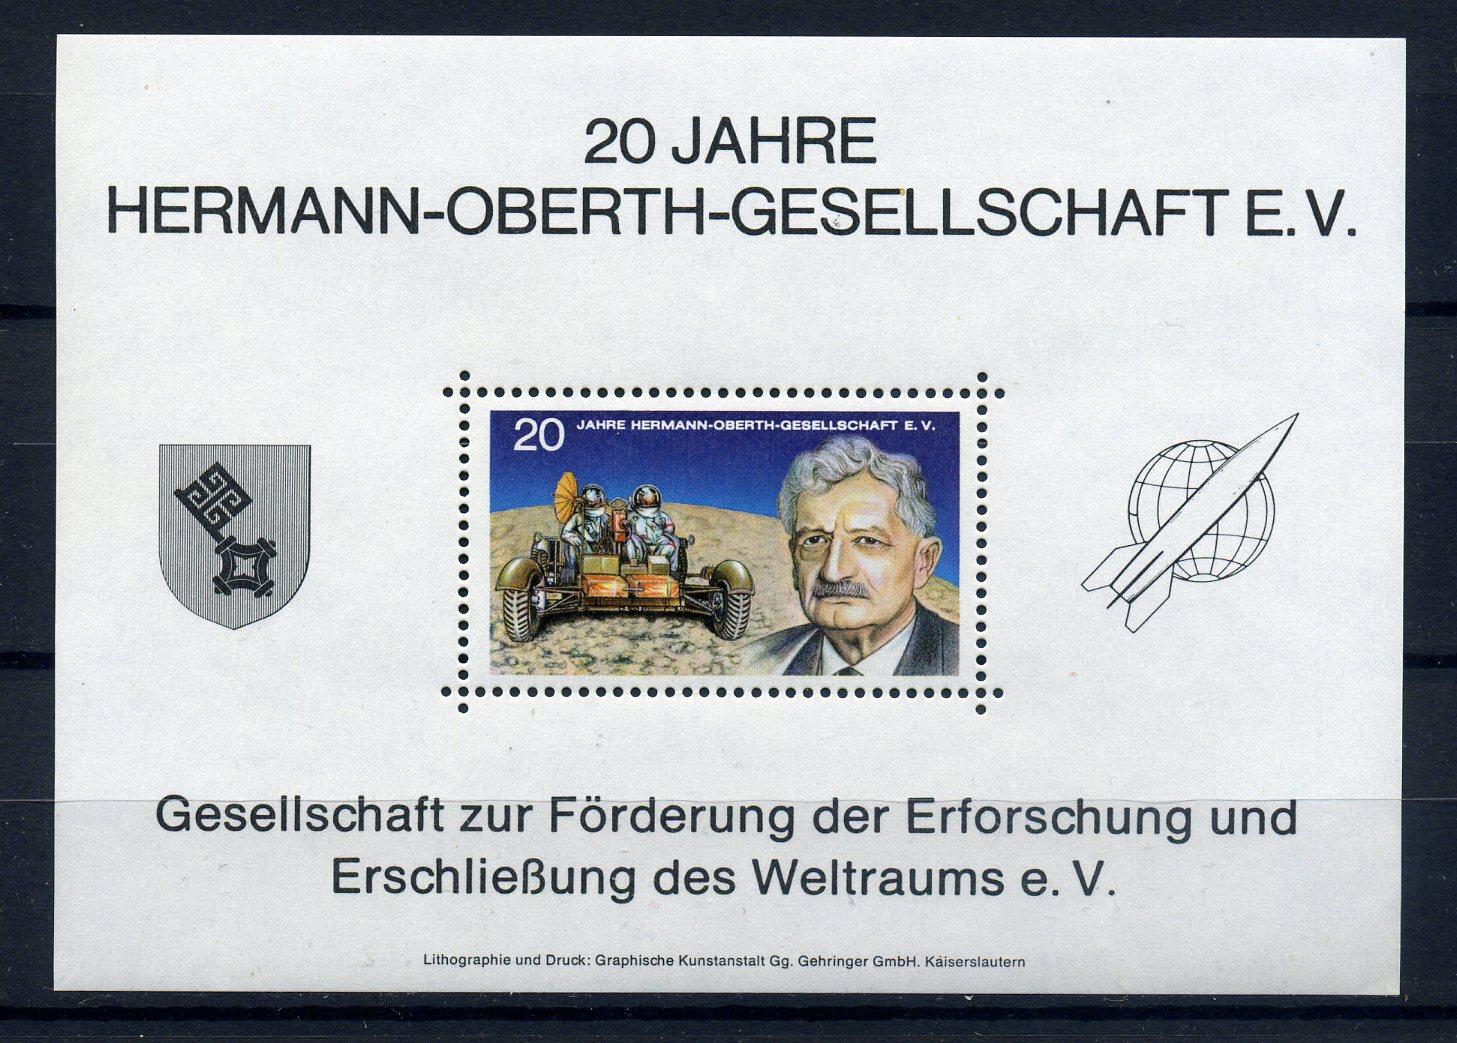 20 JAHRE
HERMANN-OBERTH-GESELLSCHAFT E. V.
20 JAHRE HERMANN-OBERTH-GESELLSCHAFT E. V.
Gesellschaft zur Förderung der Erforschung und
Erschließung des Weltraums e. V.
Lithographie und Druck: Graphische Kunstanstalt Gg. Gehringer GmbH. Kaiserslautern